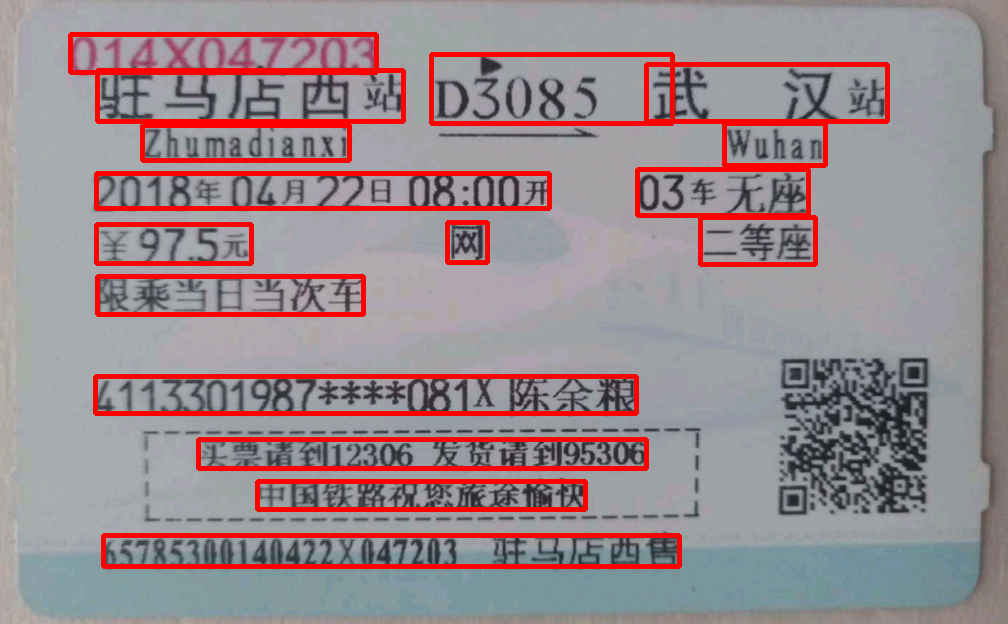 014X047203
驻马店西站 D3085 武汉站
Zhumadianxi Wuhan
2018年04月22日08:00开 03车无座
￥97.5元 网 二等座
限乘当日当次车
4113301987****081X 陈余粮
买票请到12306 发货请到95306
中国铁路祝您旅途愉快
65785300140422X047203 驻马店西售